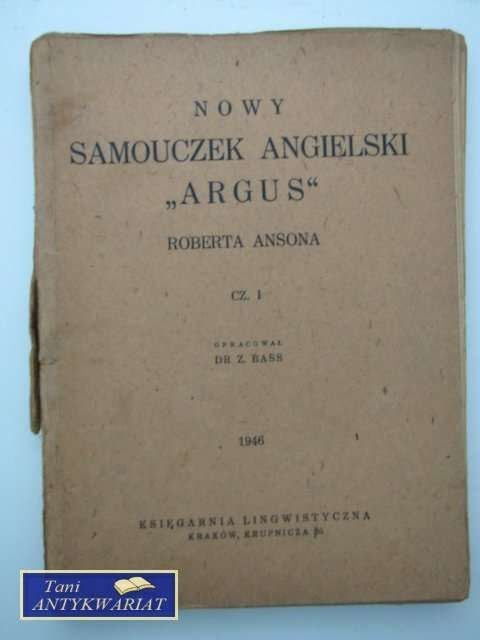 NOWY
SAMOUCZEK ANGIELSKI
„ARGUS“
ROBERTA ANSONA
CZ. I
OPRACOWAŁ
DR Z. BASS
1946
KSIĘGARNIA LINGWISTYCZNA
KRAKÓW, KRUPNICZA
Tani
ANTYKWARIAT